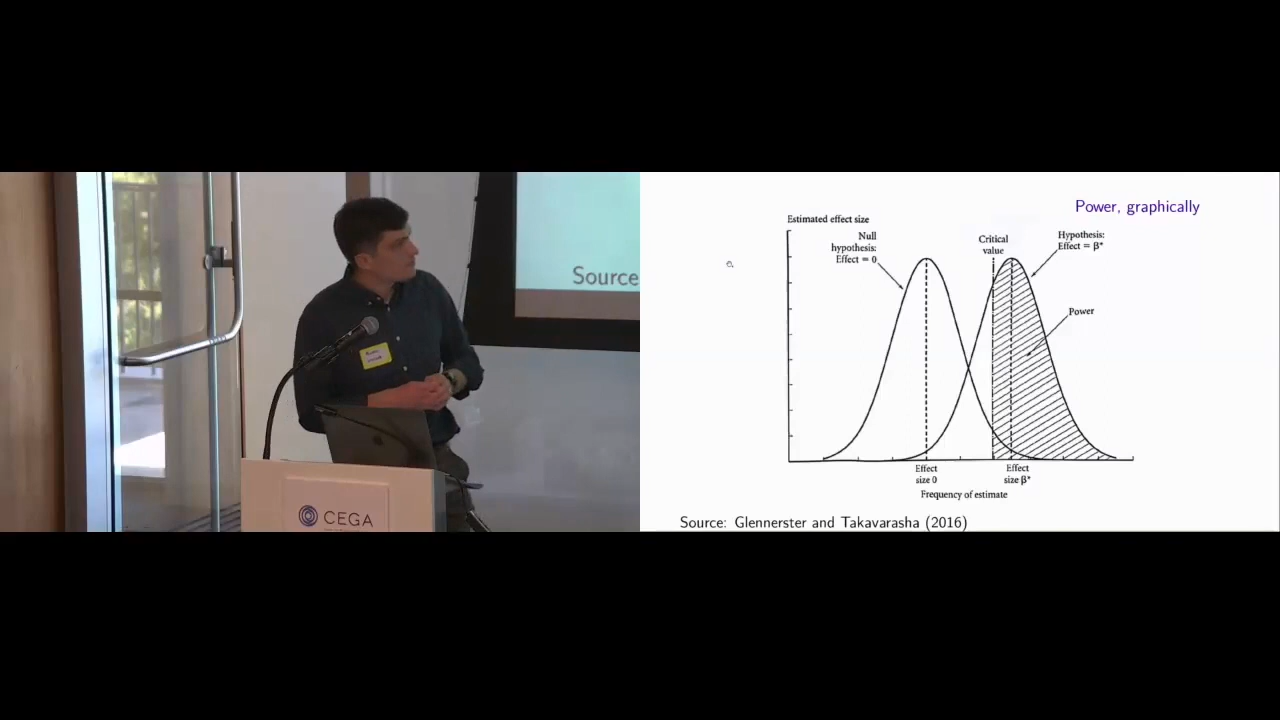 Source
CEGA
Power, graphically
Estimated effect size
Null
hypothesis:
Effect = 0
Critical
value
Hypothesis:
Effect = β*
Power
Effect
size 0
Effect
size β*
Frequency of estimate
Source: Glennerster and Takavarasha (2016)